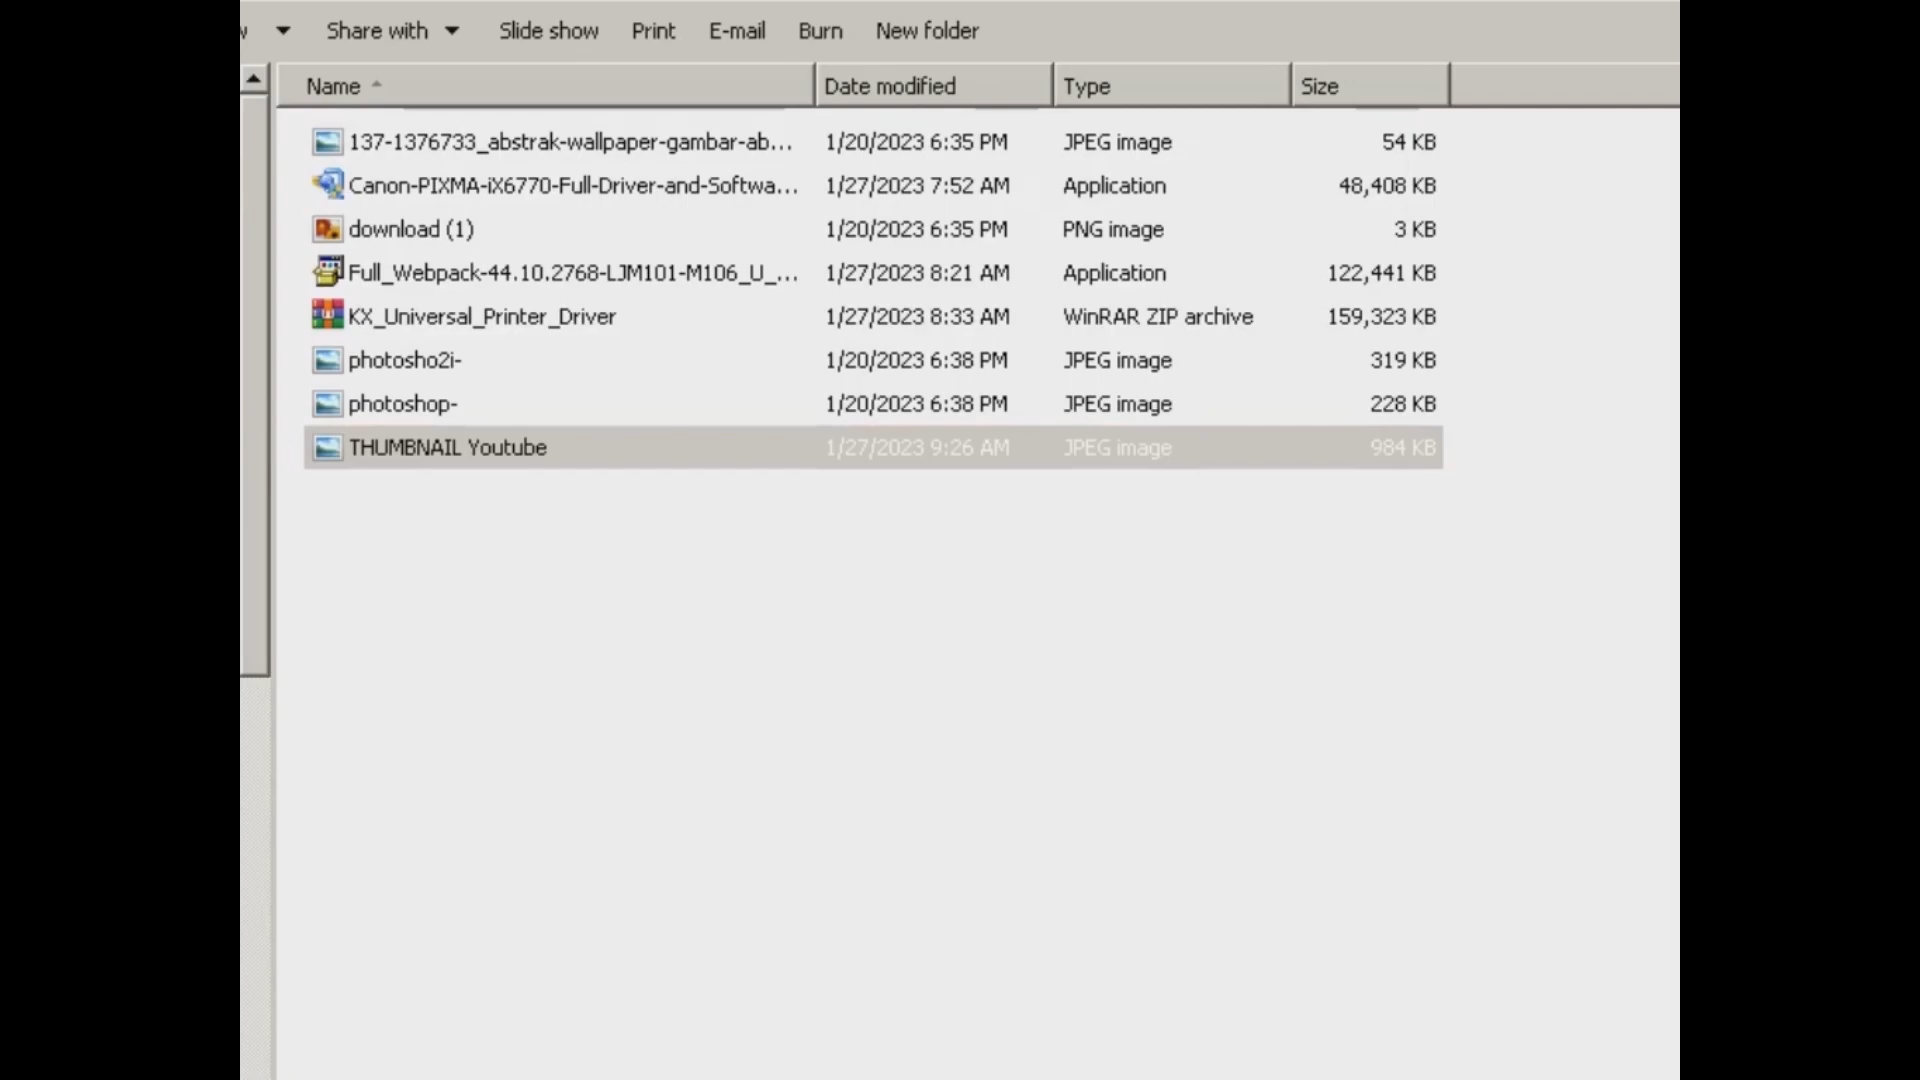 Share with Slide show Print E-mail Burn New folder
Name Date modified Type Size
137-1376733_abstrak-wallpaper-gambar-ab... 1/20/2023 6:35 PM JPEG image 54 KB
Canon-PIXMA-iX6770-Full-Driver-and-Softwa... 1/27/2023 7:52 AM Application 48,408 KB
download (1) 1/20/2023 6:35 PM PNG image 3 KB
Full_Webpack-44.10.2768-LJM101-M106_U_... 1/27/2023 8:21 AM Application 122,441 KB
KX_Universal_Printer_Driver 1/27/2023 8:33 AM WinRAR ZIP archive 159,323 KB
photosho2i- 1/20/2023 6:38 PM JPEG image 319 KB
photoshop- 1/20/2023 6:38 PM JPEG image 228 KB
THUMBNAIL Youtube 1/27/2023 9:26 AM JPEG image 984 KB